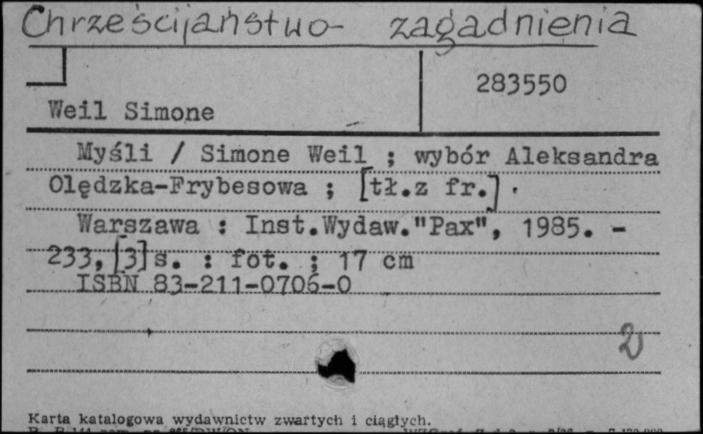 Chrześcijaństwo- zagadnienia
283550
Weil Simone
Myśli / Simone Weil ; wybór Aleksandra
Olędzka-Frybesowa ; [tł.z fr.] .
Warszawa : Inst.Wydaw."Pax", 1985. -
233,[3]s. : fot. ; 17 cm
ISBN 83-211-0706-0
2
Karta katalogowa wydawnictw zwartych i ciągłych.